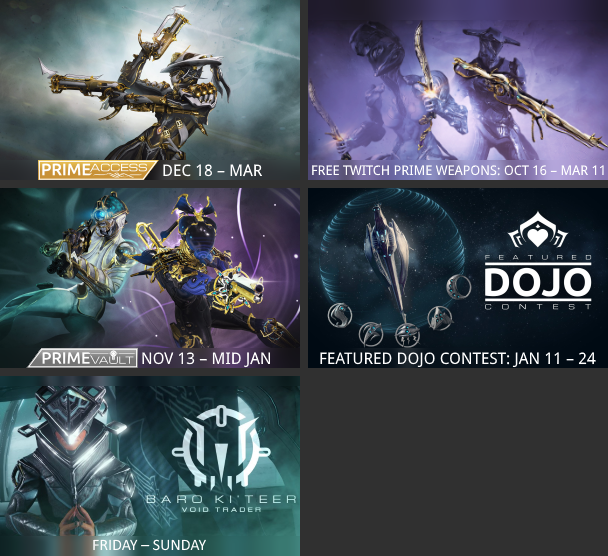 PRIMEACCESS DEC 18 – MAR
FREE TWITCH PRIME WEAPONS: OCT 16 – MAR 11
PRIMEVAULT NOV 13 – MID JAN
FEATURED
DOJO
CONTEST
FEATURED DOJO CONTEST: JAN 11 – 24
BARO KI'TEER
VOID TRADER
FRIDAY – SUNDAY